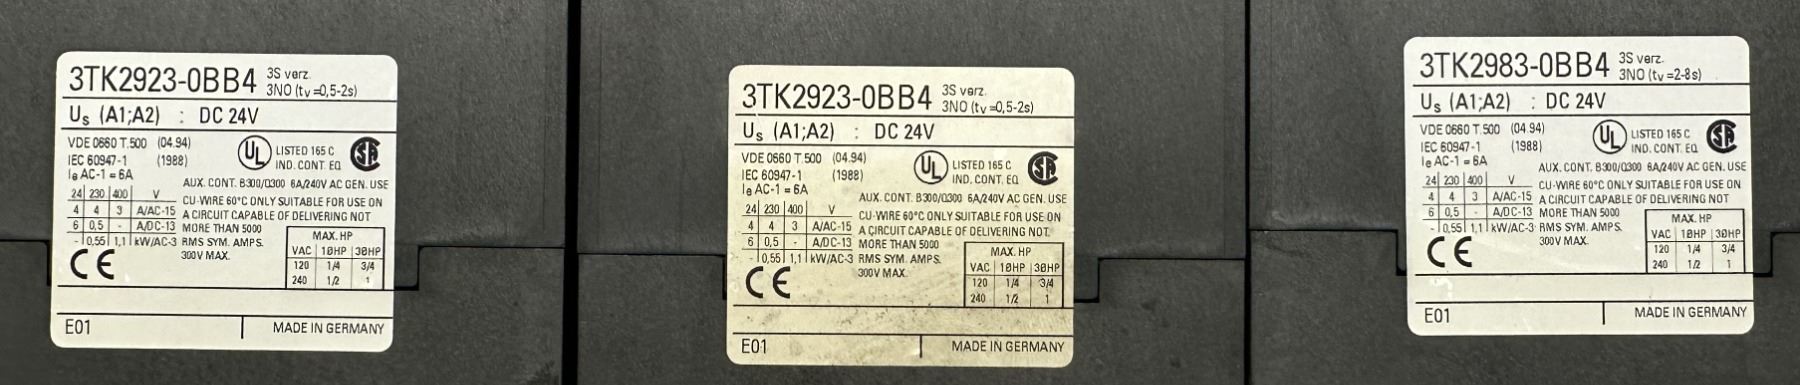 3TK2923-0BB4 3S verz.
3NO (tv=0,5-2s)
Us (A1;A2) : DC 24V
VDE 0660 T.500 (04.94)
IEC 60947-1 (1988)
Ie AC-1 = 6A
UL LISTED 165 C
IND. CONT. EQ
SA
AUX. CONT. B300/Q300 6A/240V AC GEN. USE
CU-WIRE 60°C ONLY SUITABLE FOR USE ON
A CIRCUIT CAPABLE OF DELIVERING NOT
MORE THAN 5000
RMS SYM. AMPS.
300V MAX.
24 230 400 V
4 4 3 A/AC-15
6 0,5 - A/DC-13
- 0,55 1,1 kW/AC-3
MAX. HP
VAC 1ØHP 3ØHP
120 1/4 3/4
240 1/2 1
CE
E01 MADE IN GERMANY
3TK2923-0BB4 3S verz.
3NO (tv=0,5-2s)
Us (A1;A2) : DC 24V
VDE 0660 T.500 (04.94)
IEC 60947-1 (1988)
Ie AC-1 = 6A
UL LISTED 165 C
IND. CONT. EQ
SA
AUX. CONT. B300/Q300 6A/240V AC GEN. USE
CU-WIRE 60°C ONLY SUITABLE FOR USE ON
A CIRCUIT CAPABLE OF DELIVERING NOT
MORE THAN 5000
RMS SYM. AMPS.
300V MAX.
24 230 400 V
4 4 3 A/AC-15
6 0,5 - A/DC-13
- 0,55 1,1 kW/AC-3
MAX. HP
VAC 1ØHP 3ØHP
120 1/4 3/4
240 1/2 1
CE
E01 MADE IN GERMANY
3TK2983-0BB4 3S verz.
3NO (tv=2-8s)
Us (A1;A2) : DC 24V
VDE 0660 T.500 (04.94)
IEC 60947-1 (1988)
Ie AC-1 = 6A
UL LISTED 165 C
IND. CONT. EQ
SA
AUX. CONT. B300/Q300 6A/240V AC GEN. USE
CU-WIRE 60°C ONLY SUITABLE FOR USE ON
A CIRCUIT CAPABLE OF DELIVERING NOT
MORE THAN 5000
RMS SYM. AMPS.
300V MAX.
24 230 400 V
4 4 3 A/AC-15
6 0,5 - A/DC-13
- 0,55 1,1 kW/AC-3
MAX. HP
VAC 1ØHP 3ØHP
120 1/4 3/4
240 1/2 1
CE
E01 MADE IN GERMANY